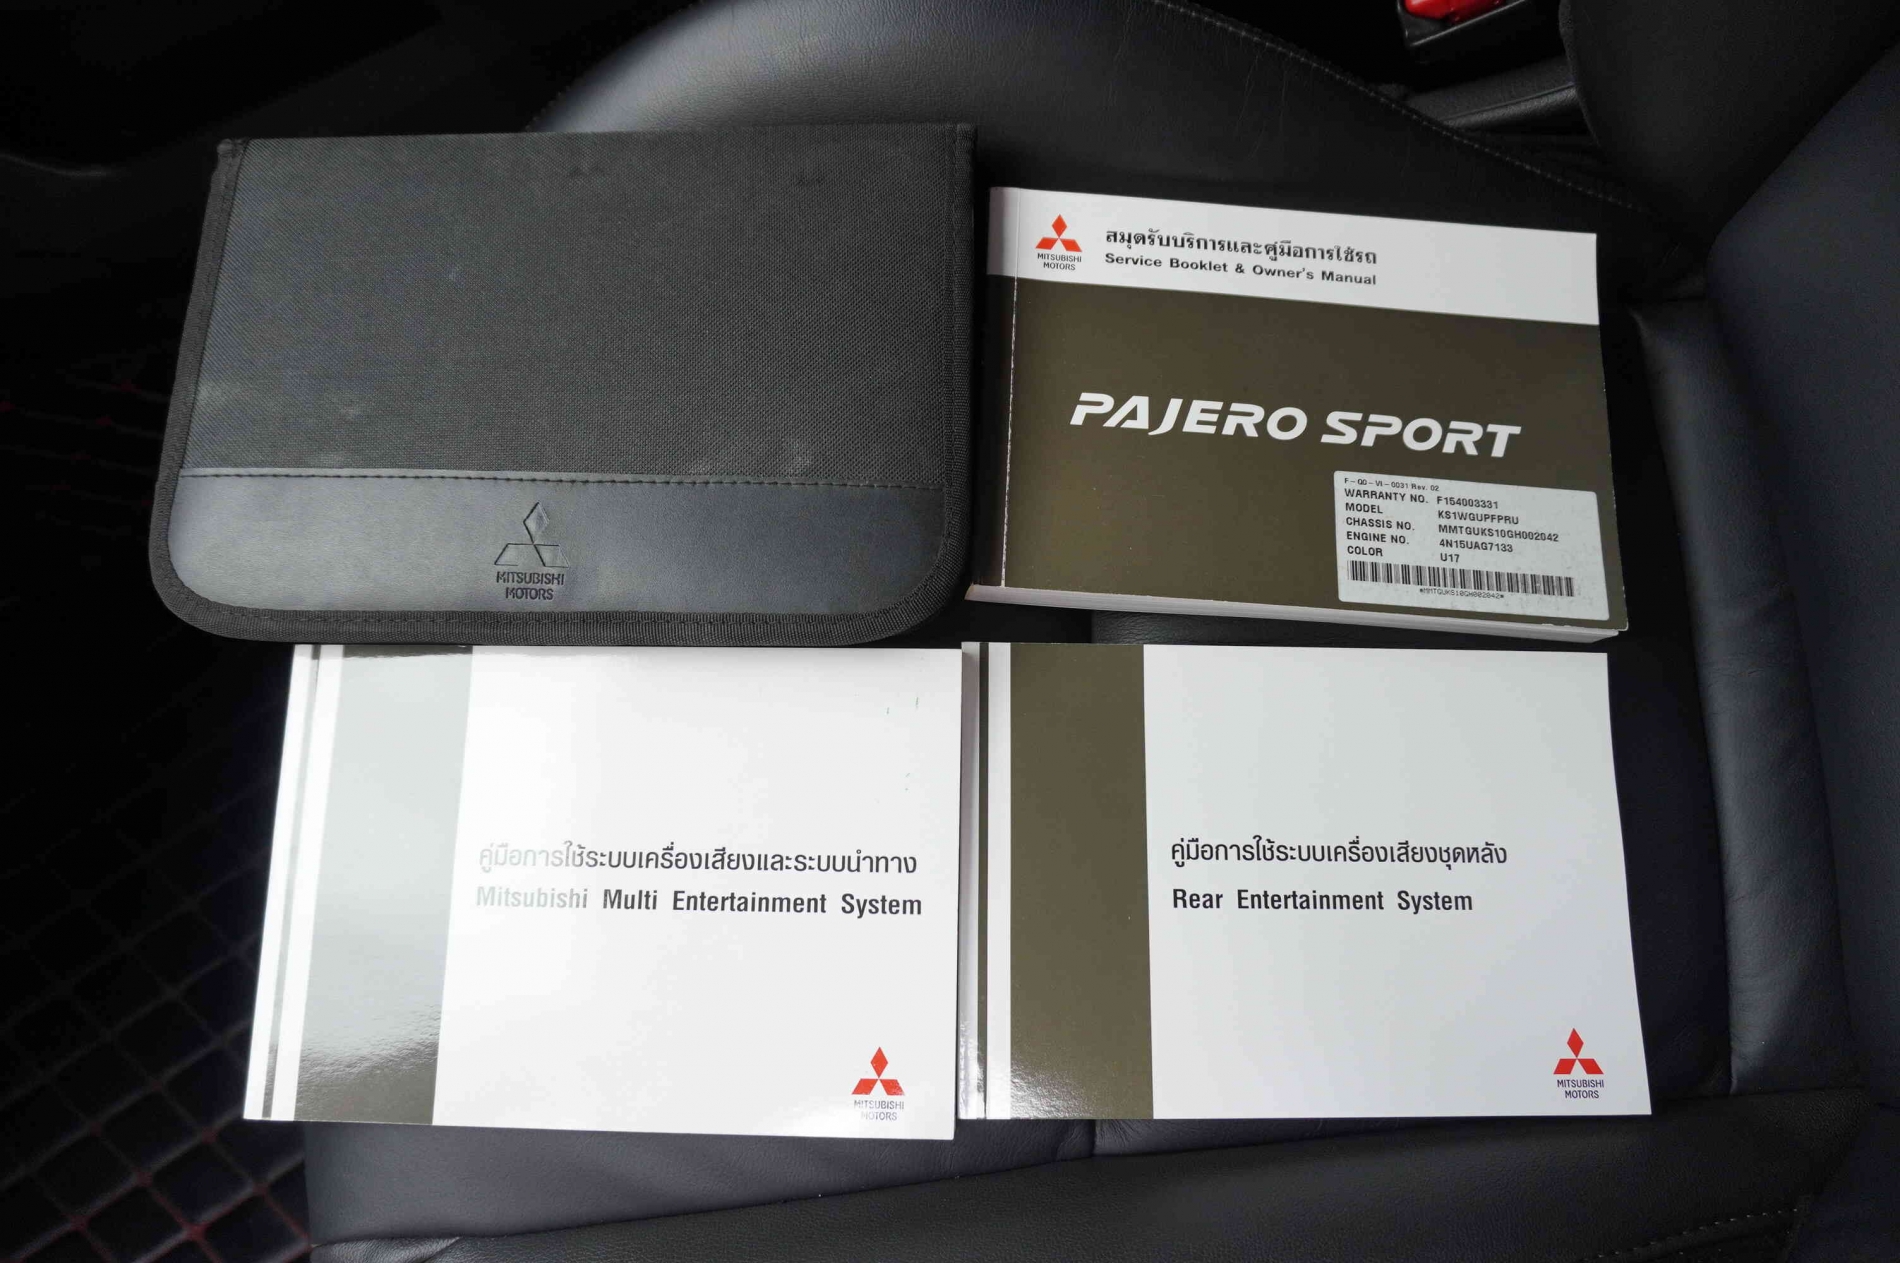 MITSUBISHI
MOTORS
MITSUBISHI
MOTORS
สมุดรับบริการและคู่มือการใช้รถ
Service Booklet & Owner's Manual
PAJERO SPORT
F-QD-VI-0031 Rev. 02
WARRANTY NO. F154003331
MODEL KS1WGUPFPRU
CHASSIS NO. MMTGUKS10GH002042
ENGINE NO. 4N15UAG7133
COLOR U17
*MMTGUKS10GH002042*
คู่มือการใช้ระบบเครื่องเสียงและระบบนำทาง
Mitsubishi Multi Entertainment System
MITSUBISHI
MOTORS
คู่มือการใช้ระบบเครื่องเสียงชุดหลัง
Rear Entertainment System
MITSUBISHI
MOTORS